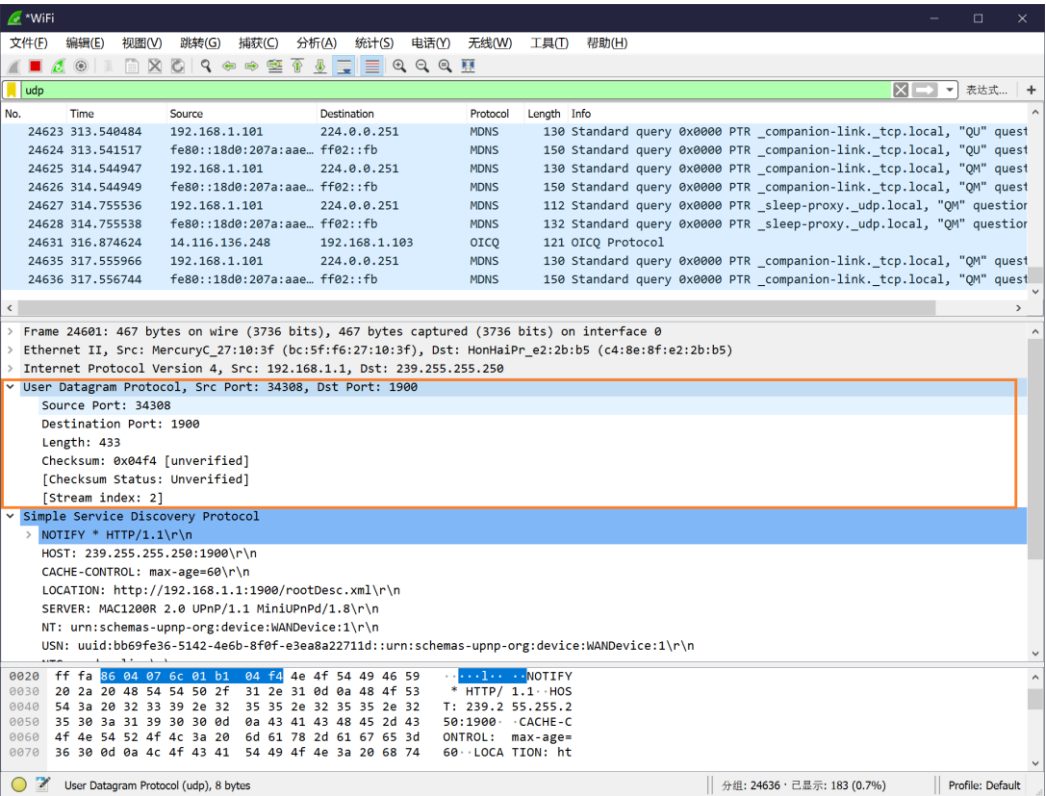 *WiFi
文件(F) 编辑(E) 视图(V) 跳转(G) 捕获(C) 分析(A) 统计(S) 电话(Y) 无线(W) 工具(T) 帮助(H)
udp 表达式… +
No. Time Source Destination Protocol Length Info
24623 313.540484 192.168.1.101 224.0.0.251 MDNS 130 Standard query 0x0000 PTR _companion-link._tcp.local, "QU" quest
24624 313.541517 fe80::18d0:207a:aae… ff02::fb MDNS 150 Standard query 0x0000 PTR _companion-link._tcp.local, "QU" quest
24625 314.544947 192.168.1.101 224.0.0.251 MDNS 130 Standard query 0x0000 PTR _companion-link._tcp.local, "QM" quest
24626 314.544949 fe80::18d0:207a:aae… ff02::fb MDNS 150 Standard query 0x0000 PTR _companion-link._tcp.local, "QM" quest
24627 314.755536 192.168.1.101 224.0.0.251 MDNS 112 Standard query 0x0000 PTR _sleep-proxy._udp.local, "QM" question
24628 314.755538 fe80::18d0:207a:aae… ff02::fb MDNS 132 Standard query 0x0000 PTR _sleep-proxy._udp.local, "QM" question
24631 316.874624 14.116.136.248 192.168.1.103 OICQ 121 OICQ Protocol
24635 317.555966 192.168.1.101 224.0.0.251 MDNS 130 Standard query 0x0000 PTR _companion-link._tcp.local, "QM" quest
24636 317.556744 fe80::18d0:207a:aae… ff02::fb MDNS 150 Standard query 0x0000 PTR _companion-link._tcp.local, "QM" quest
Frame 24601: 467 bytes on wire (3736 bits), 467 bytes captured (3736 bits) on interface 0
Ethernet II, Src: MercuryC_27:10:3f (bc:5f:f6:27:10:3f), Dst: HonHaiPr_e2:2b:b5 (c4:8e:8f:e2:2b:b5)
Internet Protocol Version 4, Src: 192.168.1.1, Dst: 239.255.255.250
User Datagram Protocol, Src Port: 34308, Dst Port: 1900
Source Port: 34308
Destination Port: 1900
Length: 433
Checksum: 0x04f4 [unverified]
[Checksum Status: Unverified]
[Stream index: 2]
Simple Service Discovery Protocol
NOTIFY * HTTP/1.1\r\n
HOST: 239.255.255.250:1900\r\n
CACHE-CONTROL: max-age=60\r\n
LOCATION: http://192.168.1.1:1900/rootDesc.xml\r\n
SERVER: MAC1200R 2.0 UPnP/1.1 MiniUPnPd/1.8\r\n
NT: urn:schemas-upnp-org:device:WANDevice:1\r\n
USN: uuid:bb69fe36-5142-4e6b-8f0f-e3ea8a22711d::urn:schemas-upnp-org:device:WANDevice:1\r\n
0020 ff fa 86 04 07 6c 01 b1 04 f4 4e 4f 54 49 46 59 ·····l·· ··NOTIFY
0030 20 2a 20 48 54 54 50 2f 31 2e 31 0d 0a 48 4f 53 * HTTP/ 1.1··HOS
0040 54 3a 20 32 33 39 2e 32 35 35 2e 32 35 35 2e 32 T: 239.2 55.255.2
0050 35 30 3a 31 39 30 30 0d 0a 43 41 43 48 45 2d 43 50:1900· ·CACHE-C
0060 4f 4e 54 52 4f 4c 3a 20 6d 61 78 2d 61 67 65 3d ONTROL: max-age=
0070 36 30 0d 0a 4c 4f 43 41 54 49 4f 4e 3a 20 68 74 60··LOCA TION: ht
User Datagram Protocol (udp), 8 bytes 分组: 24636 · 已显示: 183 (0.7%) Profile: Default